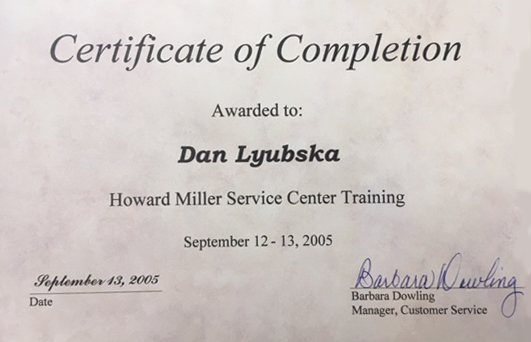 Certificate of Completion
Awarded to:
Dan Lyubska
Howard Miller Service Center Training
September 12 - 13, 2005
September 13, 2005
Date
Barbara Dowling
Barbara Dowling
Manager, Customer Service